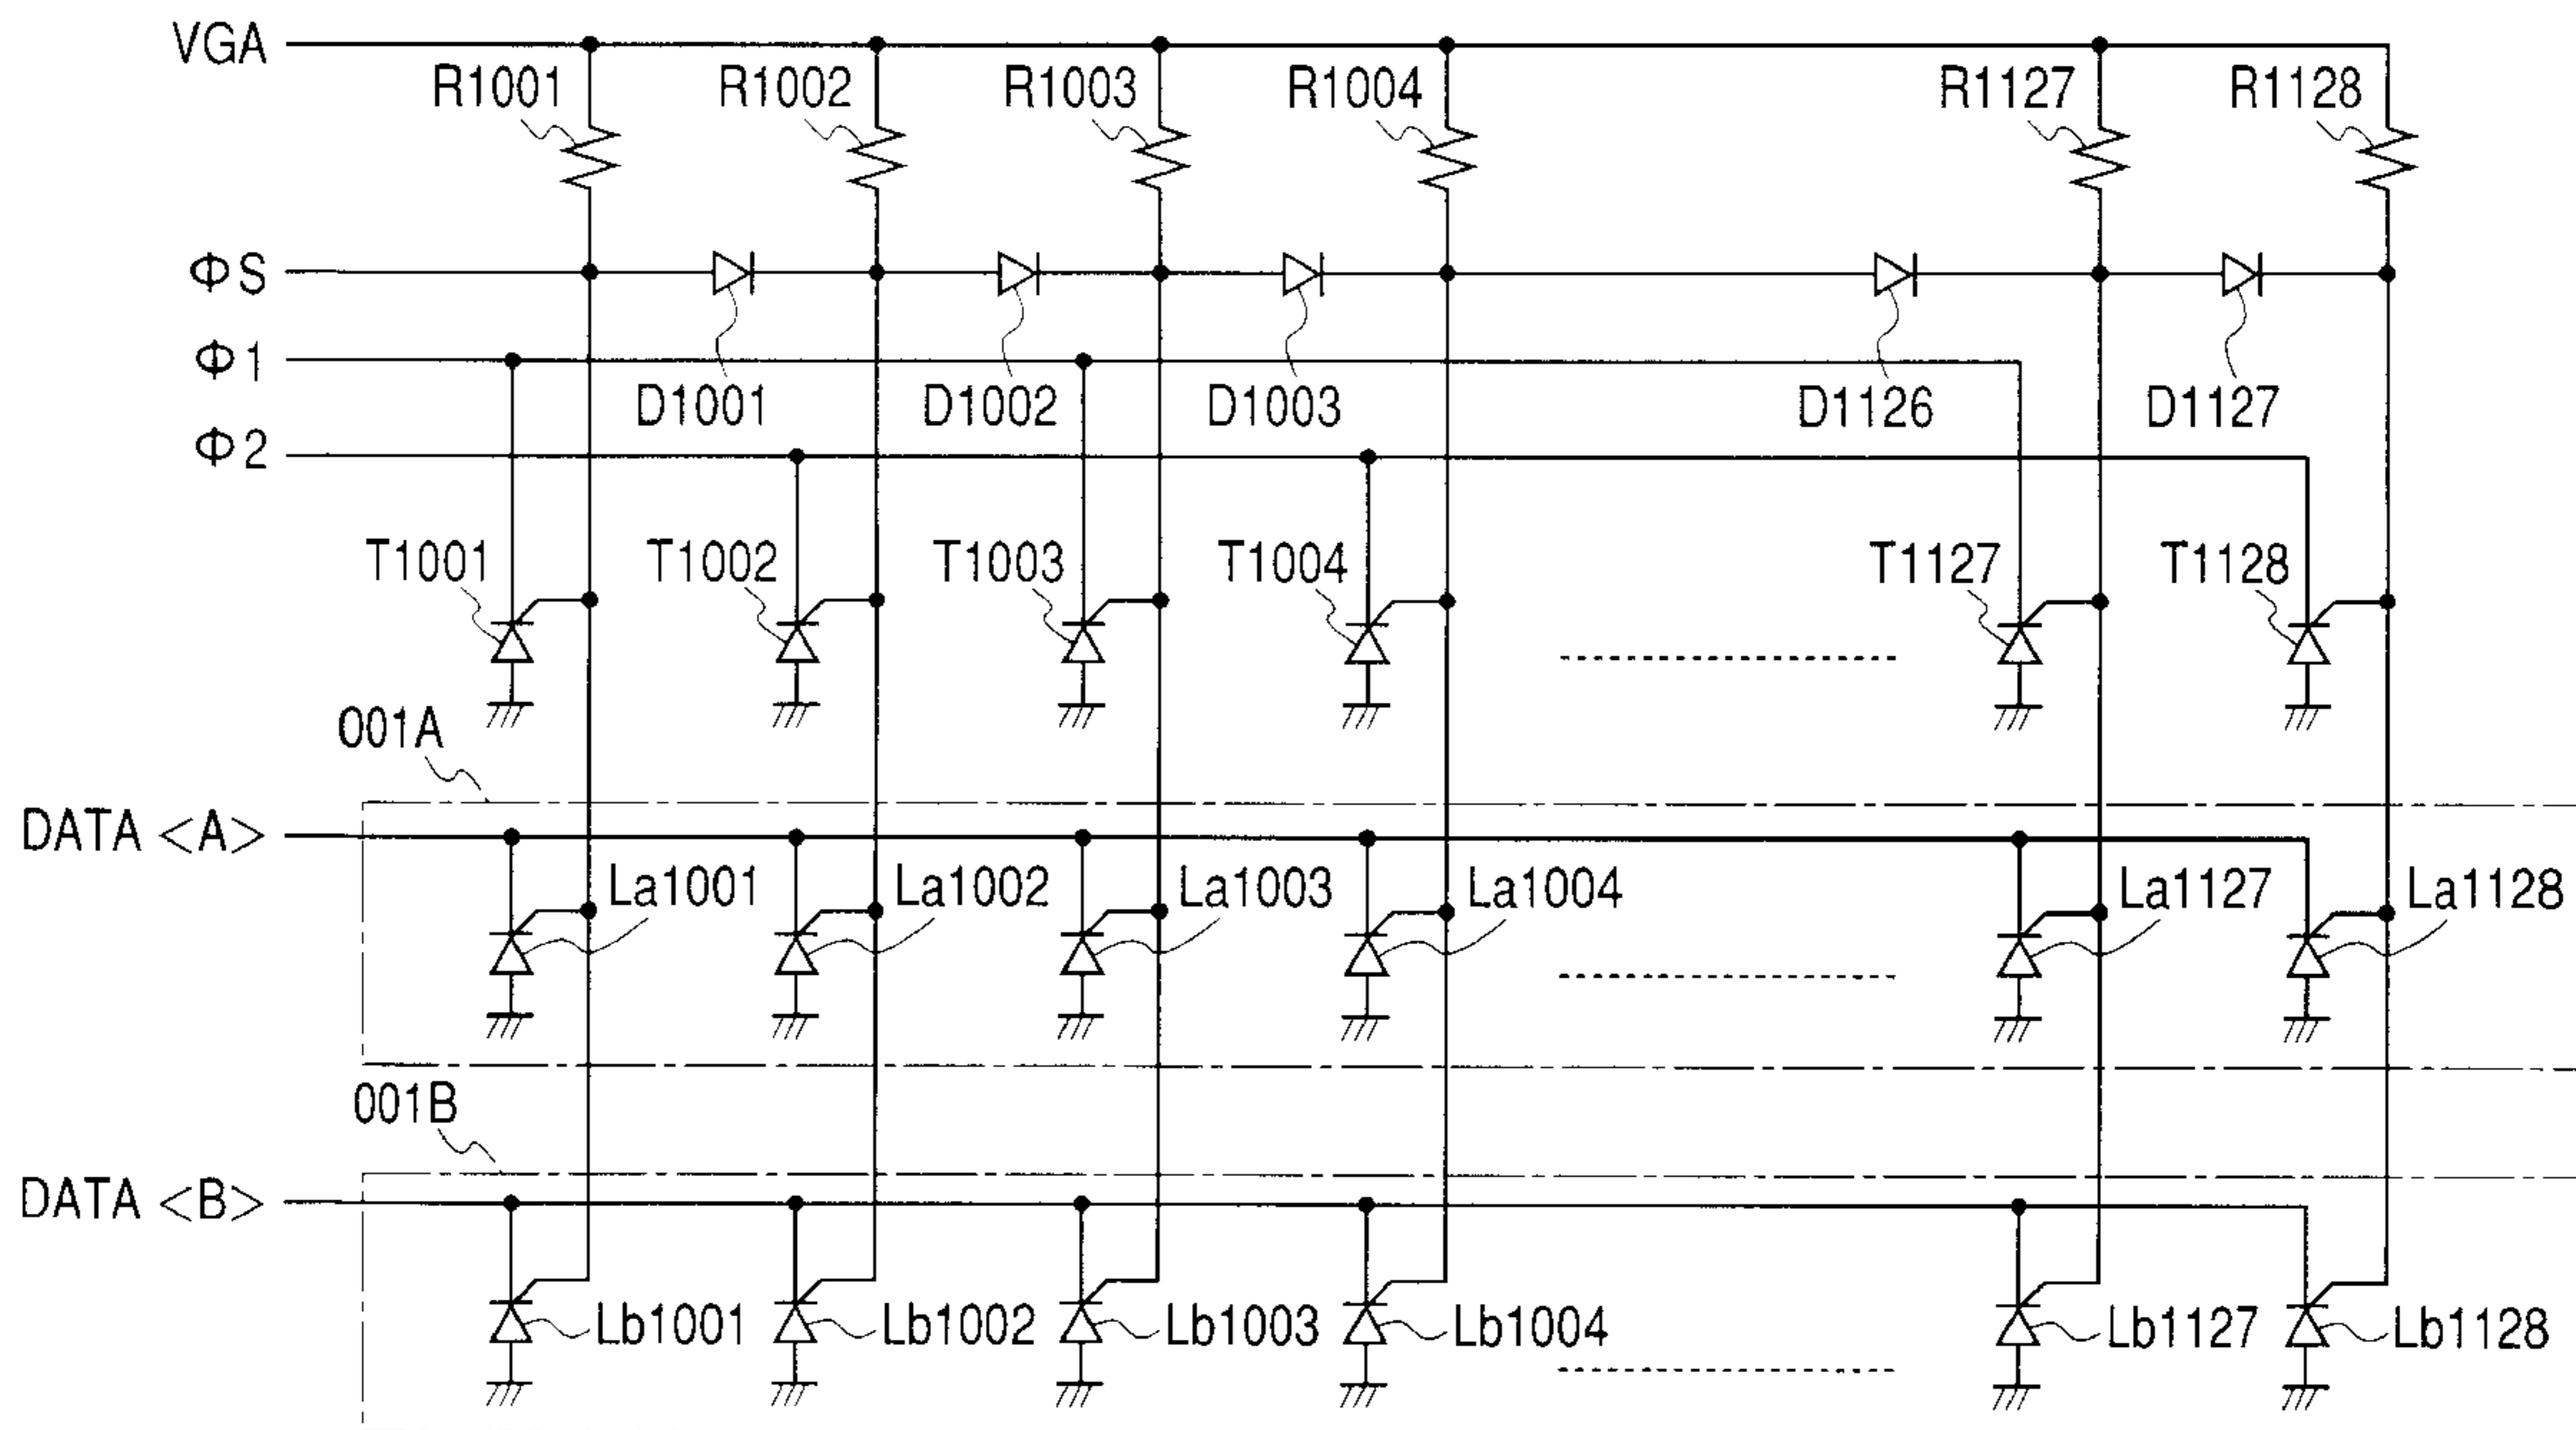 VGA
R1001 R1002 R1003 R1004 R1127 R1128
ΦS
Φ1
D1001 D1002 D1003 D1126 D1127
Φ2
T1001 T1002 T1003 T1004 T1127 T1128
001A
DATA <A>
La1001 La1002 La1003 La1004 La1127 La1128
001B
DATA <B>
Lb1001 Lb1002 Lb1003 Lb1004 Lb1127 Lb1128